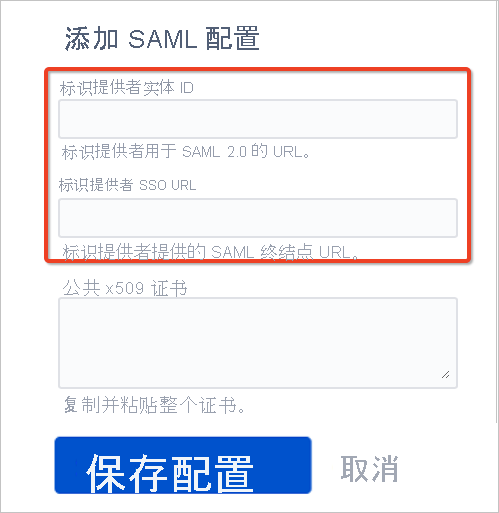 添加 SAML 配置
标识提供者实体 ID
标识提供者用于 SAML 2.0 的 URL。
标识提供者 SSO URL
标识提供者提供的 SAML 终结点 URL。
公共 x509 证书
复制并粘贴整个证书。
保存配置
取消